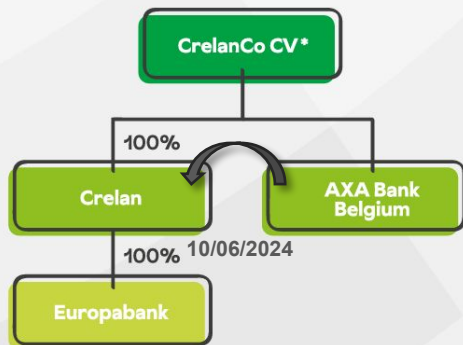 CrelanCo CV*
100%
Crelan
AXA Bank
Belgium
100%
10/06/2024
Europabank